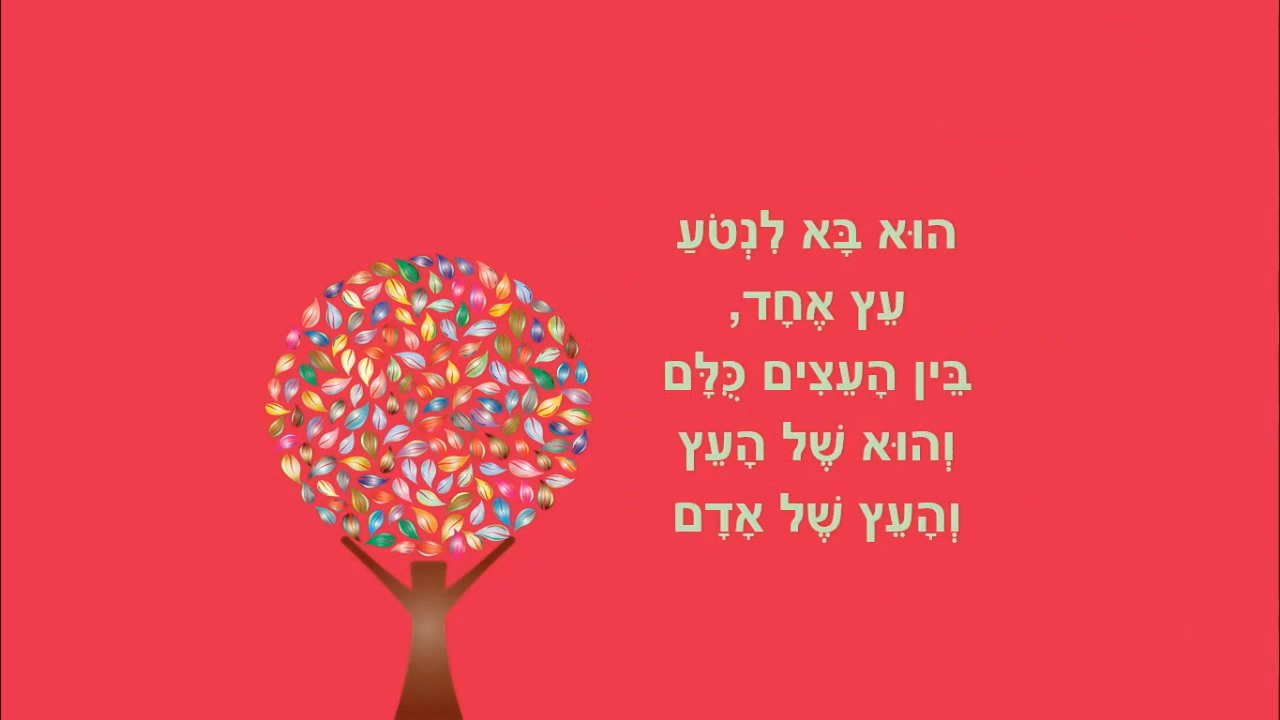 הוּא בָּא לִנְטֹעַ
עֵץ אֶחָד,
בֵּין הָעֵצִים כֻּלָּם
וְהוּא שֶׁל הָעֵץ
וְהָעֵץ שֶׁל אָדָם